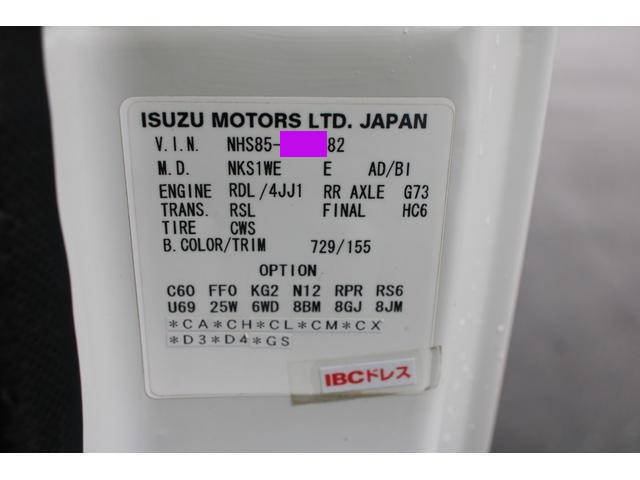 ISUZU MOTORS LTD. JAPAN
V.I.N. NHS85- 82
M.D. NKS1WE E AD/BI
ENGINE RDL /4JJ1 RR AXLE G73
TRANS. RSL FINAL HC6
TIRE CWS
B.COLOR/TRIM 729/155
OPTION
C60 FF0 KG2 N12 RPR RS6
U69 25W 6WD 8BM 8GJ 8JM
*CA*CH*CL*CM*CX
*D3*D4*GS
IBCドレス